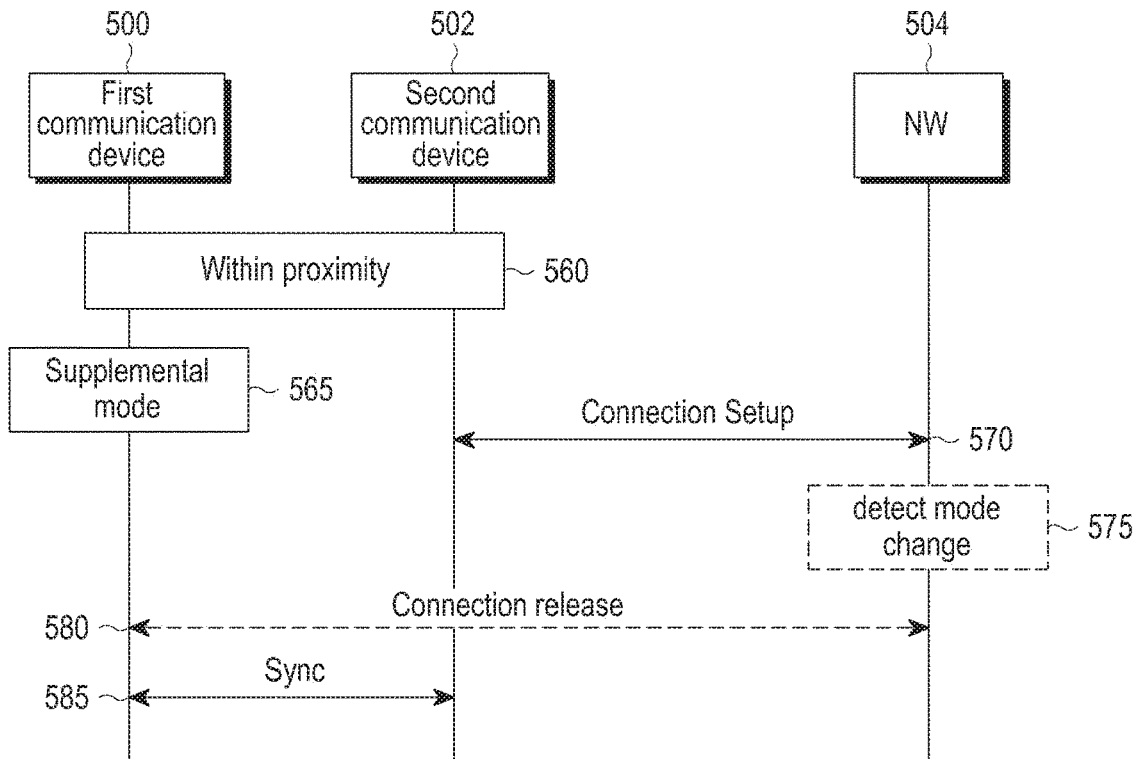 500
502
504
First
communication
device
Second
communication
device
NW
Within proximity
560
Supplemental
mode
565
Connection Setup
570
detect mode
change
575
Connection release
580
Sync
585